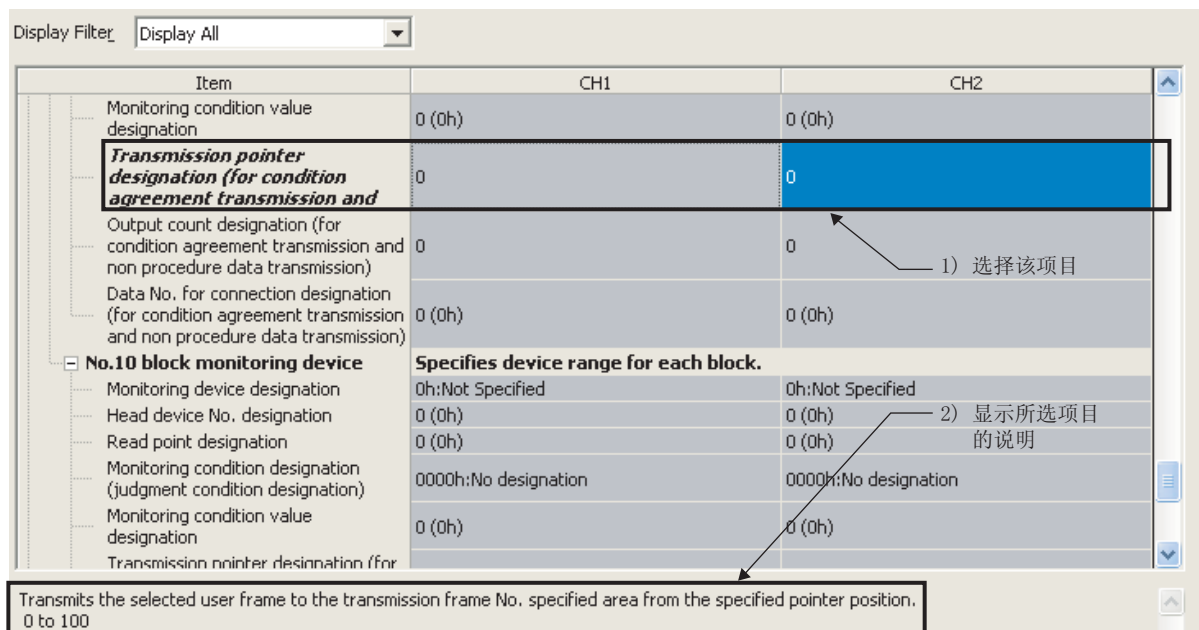 Display Filter Display All
Item CH1 CH2
Monitoring condition value
designation
0 (0h) 0 (0h)
Transmission pointer
designation (for condition
agreement transmission and
0 0
Output count designation (for
condition agreement transmission and
non procedure data transmission)
0 0
1) 选择该项目
Data No. for connection designation
(for condition agreement transmission
and non procedure data transmission)
0 (0h) 0 (0h)
No.10 block monitoring device Specifies device range for each block.
Monitoring device designation 0h:Not Specified 0h:Not Specified
Head device No. designation 0 (0h) 0 (0h)
2) 显示所选项目
的说明
Read point designation 0 (0h) 0 (0h)
Monitoring condition designation
(judgment condition designation)
0000h:No designation 0000h:No designation
Monitoring condition value
designation
0 (0h) 0 (0h)
Transmission pointer designation (for
Transmits the selected user frame to the transmission frame No. specified area from the specified pointer position.
0 to 100